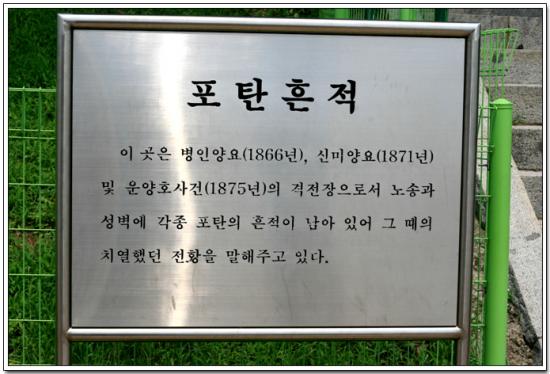 포탄흔적
이 곳은 병인양요(1866년), 신미양요(1871년)
및 운양호사건(1875년)의 격전장으로서 노송과
성벽에 각종 포탄의 흔적이 남아 있어 그 때의
치열했던 전황을 말해주고 있다.